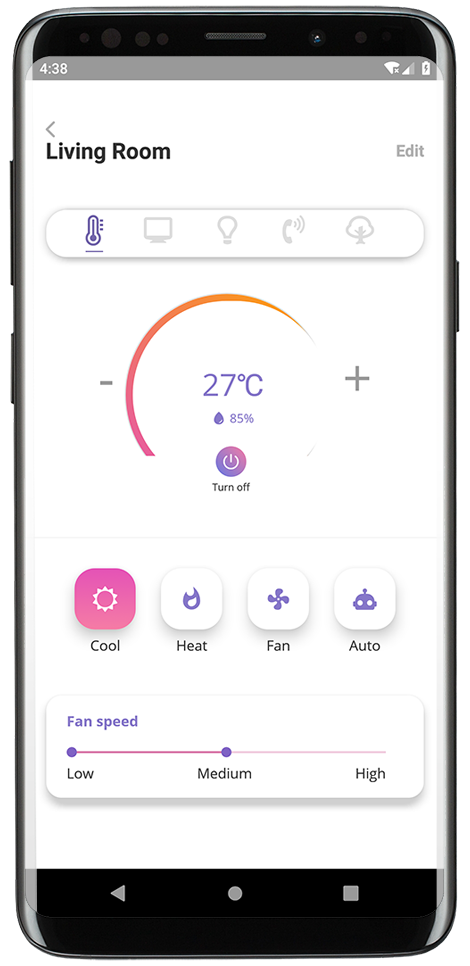 4:38
Living Room
Edit
-
27°C
+
85%
Turn off
Cool Heat Fan Auto
Fan speed
Low Medium High